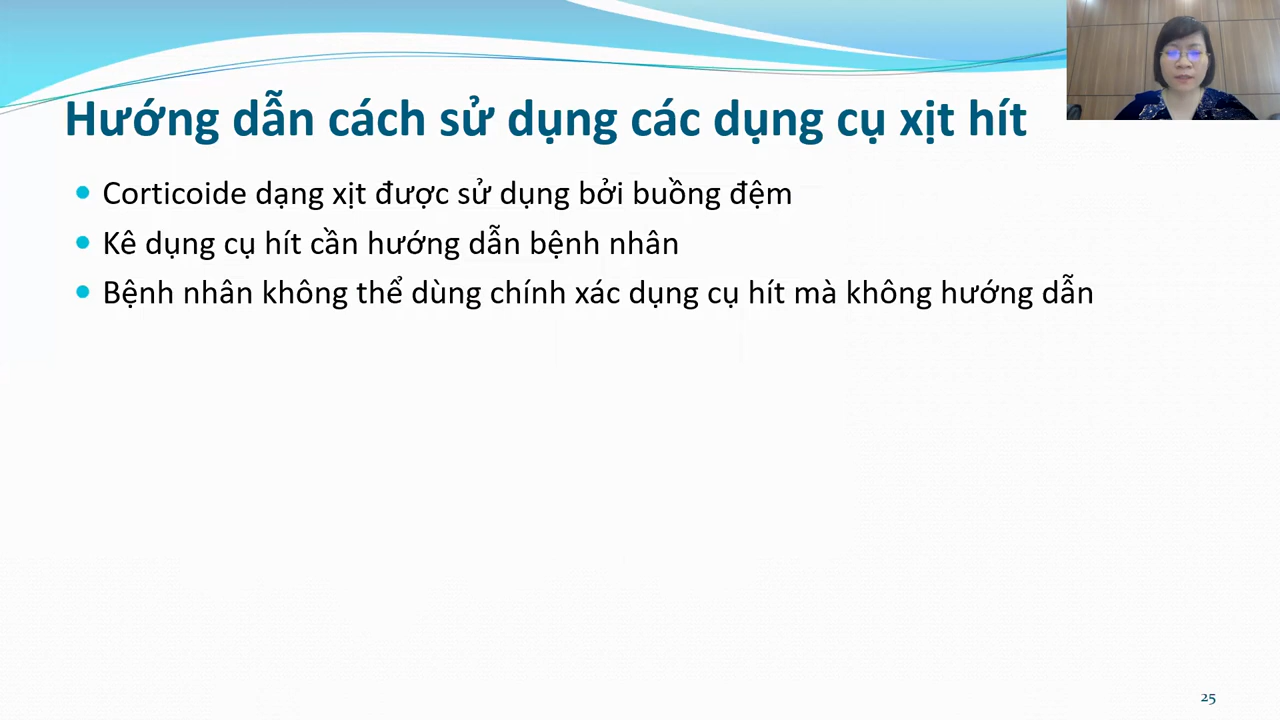 Hướng dẫn cách sử dụng các dụng cụ xịt hít
Corticoide dạng xịt được sử dụng bởi buồng đệm
Kê dụng cụ hít cần hướng dẫn bệnh nhân
Bệnh nhân không thể dùng chính xác dụng cụ hít mà không hướng dẫn
25